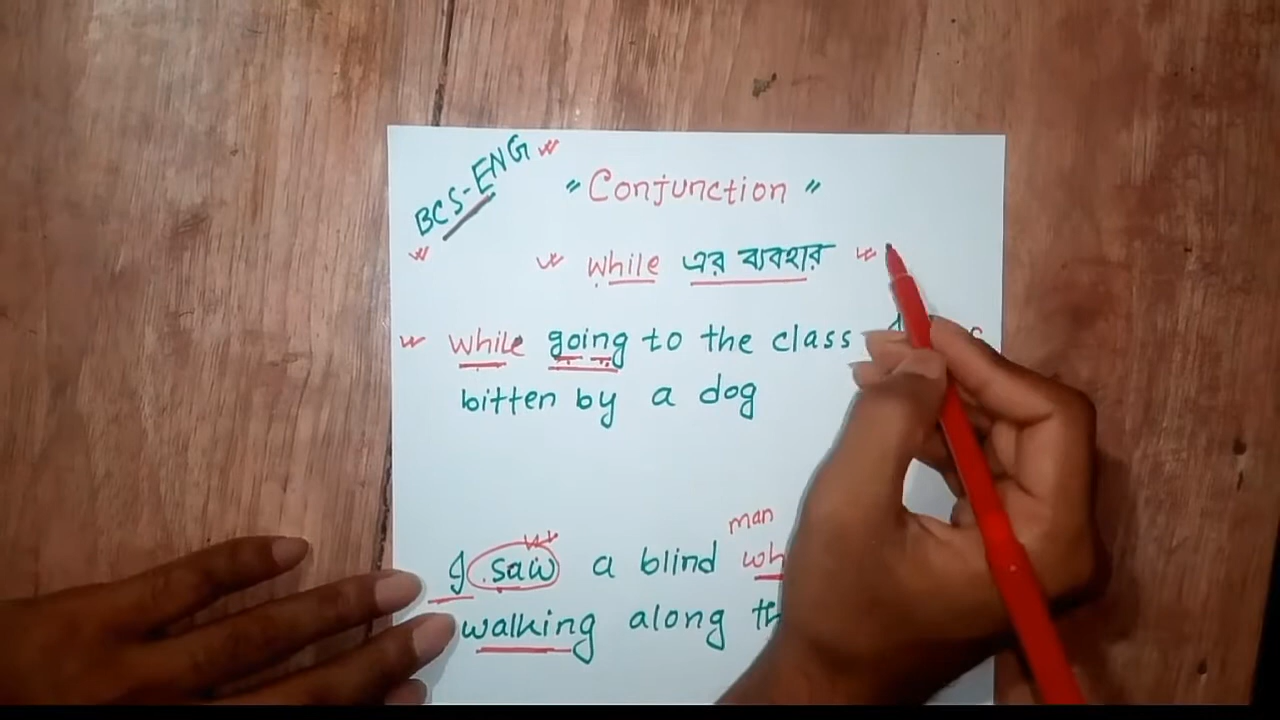 BCS-ENG
"Conjunction"
while এর ব্যবহার
while going to the class
bitten by a dog
man
I saw a blind
walking along